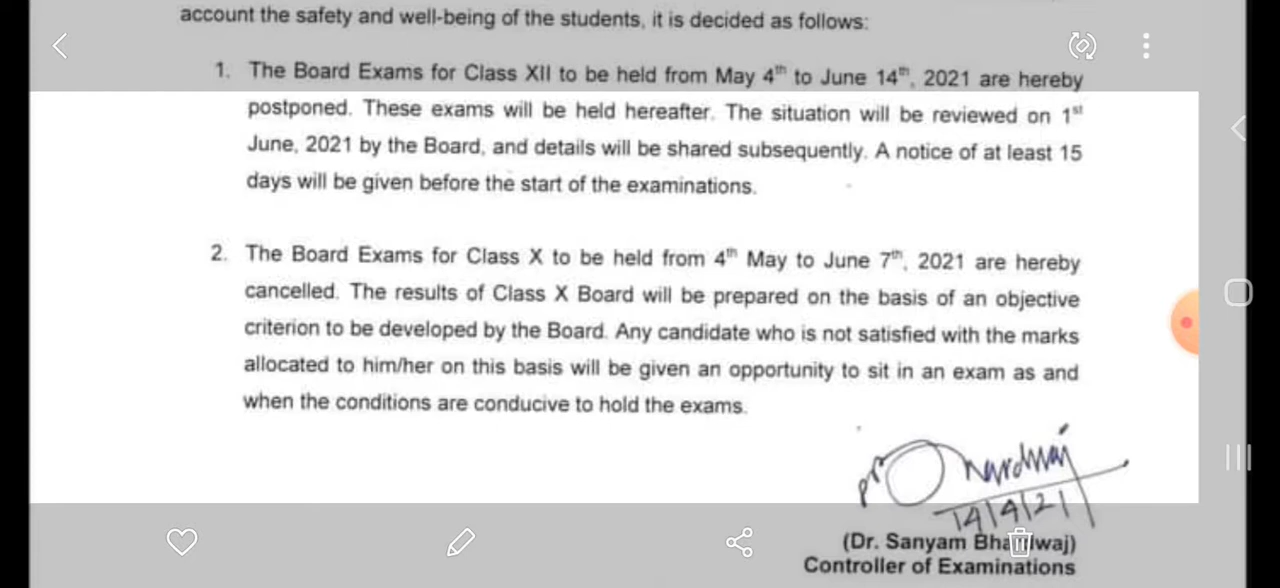 account the safety and well-being of the students, it is decided as follows:
1. The Board Exams for Class XII to be held from May 4th to June 14th, 2021 are hereby
postponed. These exams will be held hereafter. The situation will be reviewed on 1st
June, 2021 by the Board, and details will be shared subsequently. A notice of at least 15
days will be given before the start of the examinations.
2. The Board Exams for Class X to be held from 4th May to June 7th, 2021 are hereby
cancelled. The results of Class X Board will be prepared on the basis of an objective
criterion to be developed by the Board. Any candidate who is not satisfied with the marks
allocated to him/her on this basis will be given an opportunity to sit in an exam as and
when the conditions are conducive to hold the exams.
14/4/21
(Dr. Sanyam Bhardwaj)
Controller of Examinations